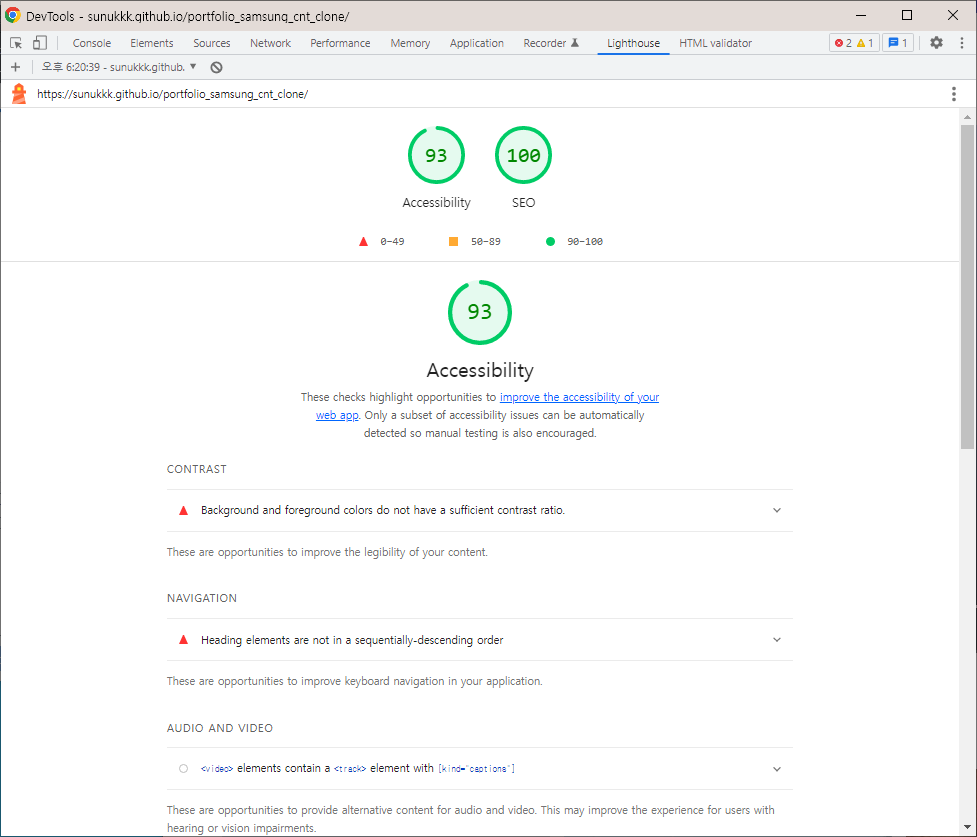 DevTools - sunukkk.github.io/portfolio_samsung_cnt_clone/
Console Elements Sources Network Performance Memory Application Recorder Lighthouse HTML validator 2 1 1
오후 6:20:39 - sunukkk.github.
https://sunukkk.github.io/portfolio_samsung_cnt_clone/
93 100
Accessibility SEO
0–49 50–89 90–100
93
Accessibility
These checks highlight opportunities to improve the accessibility of your
web app. Only a subset of accessibility issues can be automatically
detected so manual testing is also encouraged.
CONTRAST
Background and foreground colors do not have a sufficient contrast ratio.
These are opportunities to improve the legibility of your content.
NAVIGATION
Heading elements are not in a sequentially-descending order
These are opportunities to improve keyboard navigation in your application.
AUDIO AND VIDEO
<video> elements contain a <track> element with [kind="captions"]
These are opportunities to provide alternative content for audio and video. This may improve the experience for users with
hearing or vision impairments.